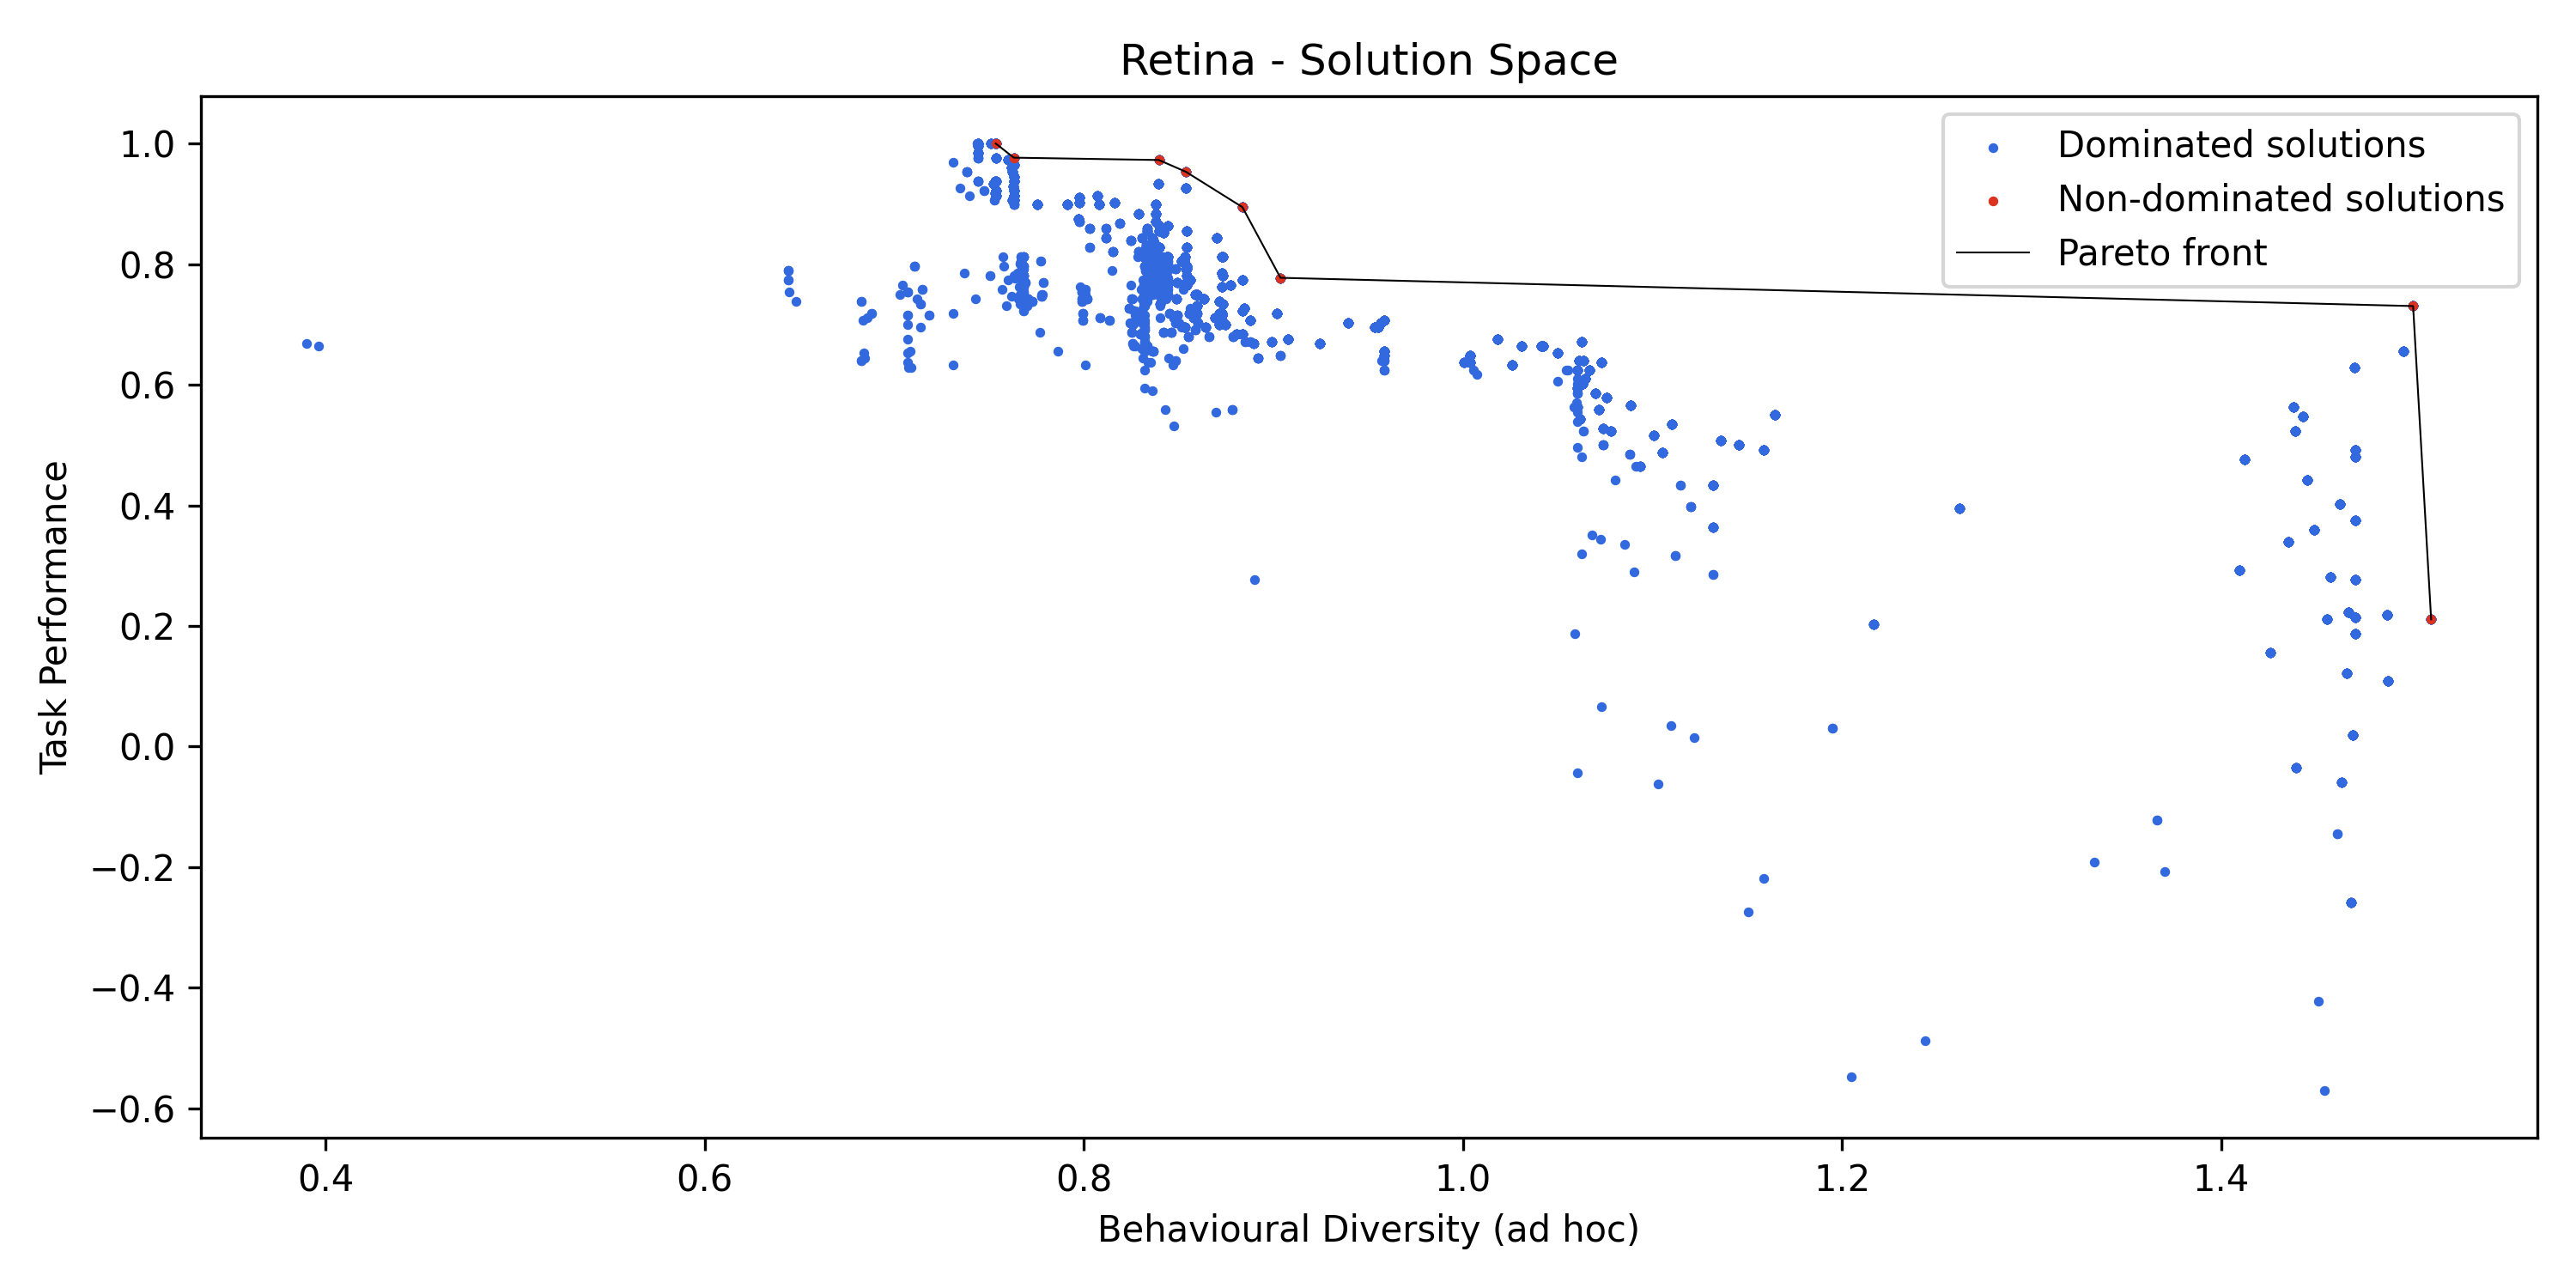 Retina - Solution Space
Dominated solutions
Non-dominated solutions
Pareto front
Task Performance
1.0
0.8
0.6
0.4
0.2
0.0
−0.2
−0.4
−0.6
0.4 0.6 0.8 1.0 1.2 1.4
Behavioural Diversity (ad hoc)